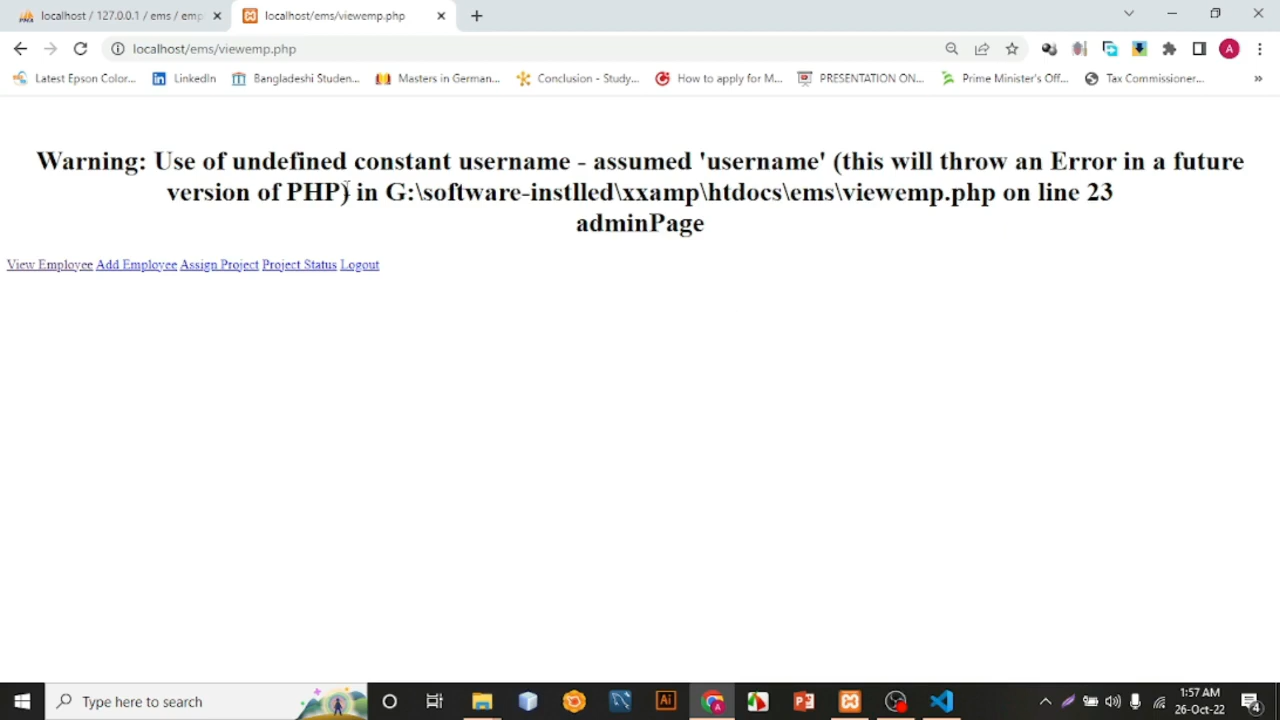 localhost / 127.0.0.1 / ems / emp
localhost/ems/viewemp.php
localhost/ems/viewemp.php
A
Latest Epson Color...
LinkedIn
Bangladeshi Studen...
Masters in German...
Conclusion - Study...
How to apply for M...
PRESENTATION ON...
Prime Minister's Off...
Tax Commissioner...
»
Warning: Use of undefined constant username - assumed 'username' (this will throw an Error in a future
version of PHP) in G:\software-instlled\xxamp\htdocs\ems\viewemp.php on line 23
adminPage
View Employee Add Employee Assign Project Project Status Logout
Type here to search
Ai
1:57 AM
26-Oct-22
4